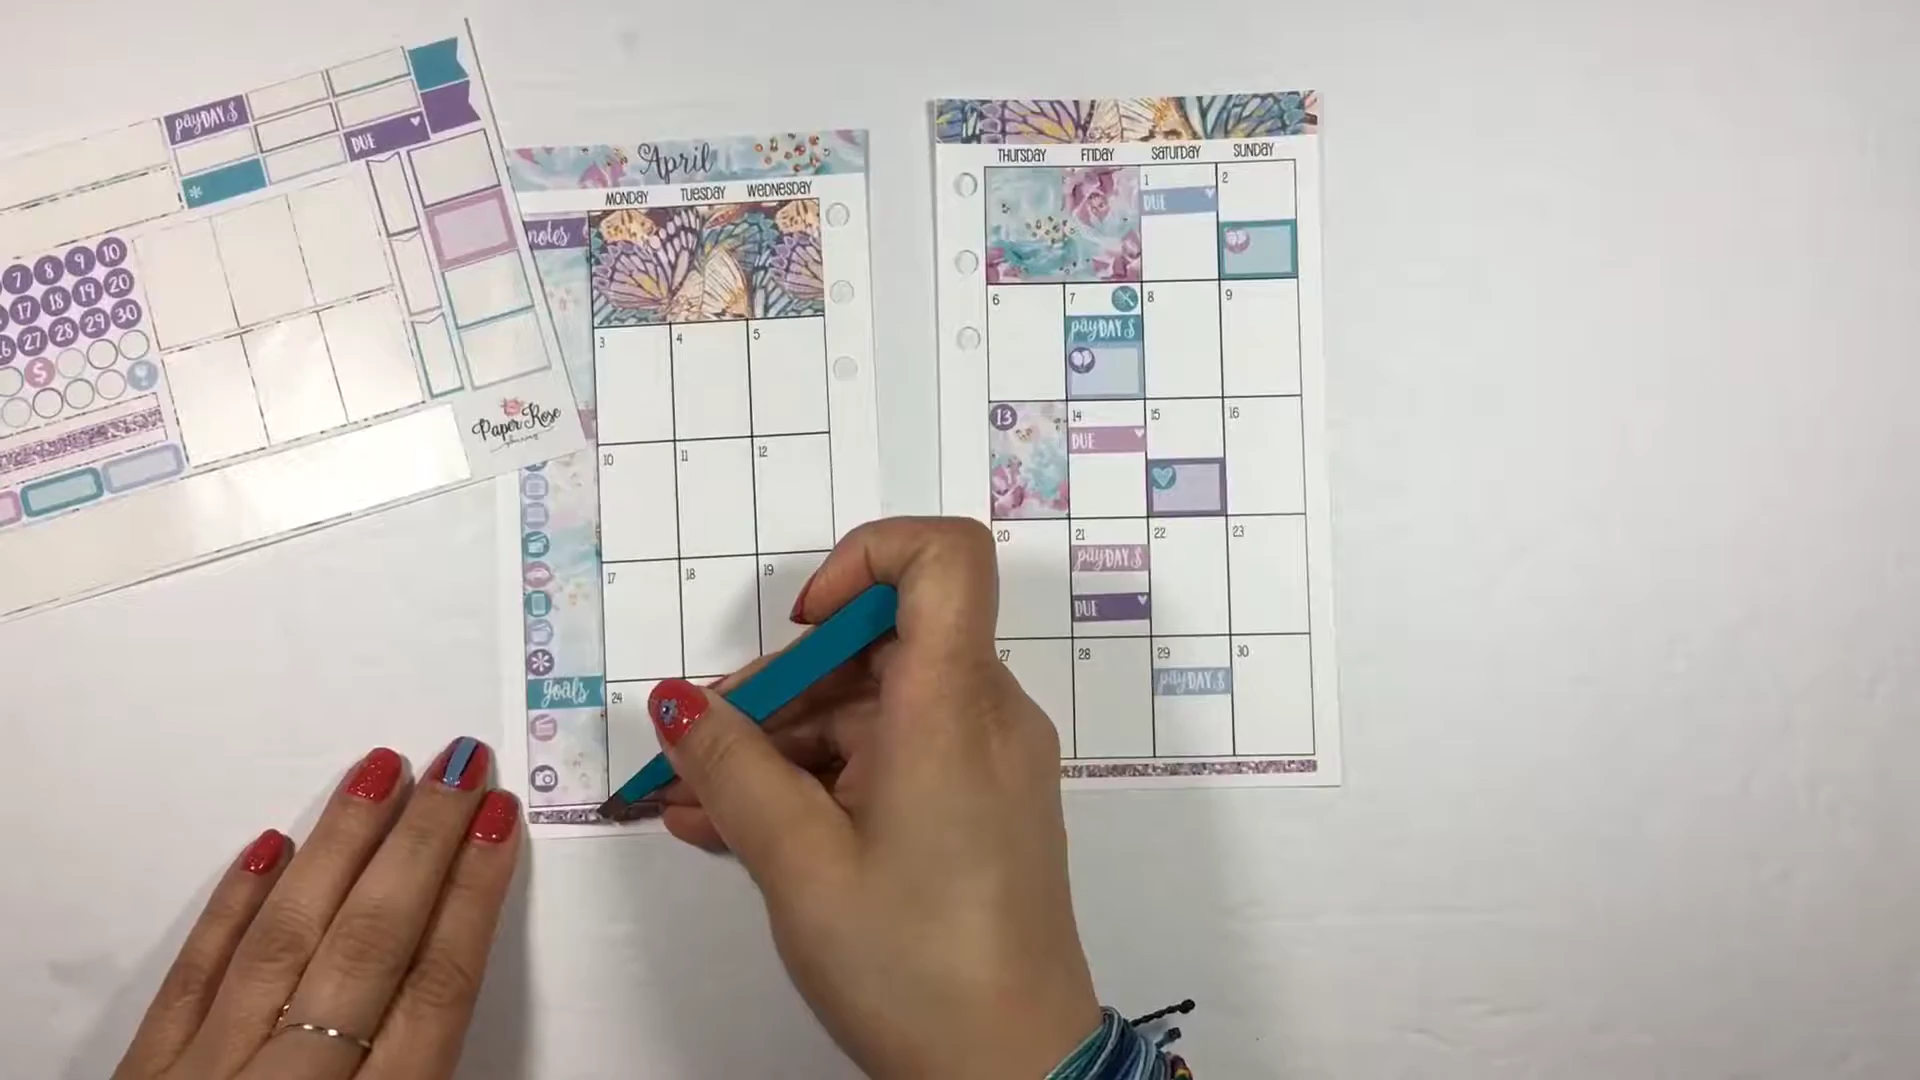 payDAY $
DUE
*
7 8 9 10
17 18 19 20
26 27 28 29 30
$
Paper Rose
April
MONDAY TUESDAY WEDNESDAY
notes
3 4 5
10 11 12
17 18 19
goals
24
THURSDAY FRIDAY SATURDAY SUNDAY
1 2
DUE
6 7 8 9
payDAY $
13 14 15 16
DUE
20 21 22 23
payDAY $
DUE
27 28 29 30
payDAY $